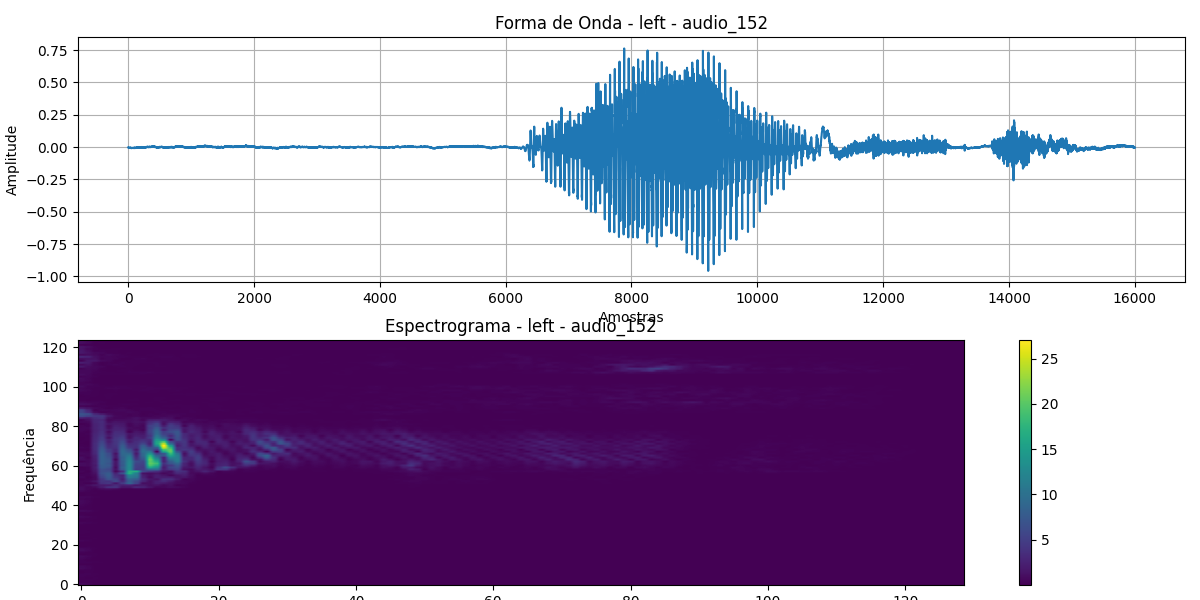 Forma de Onda - left - audio_152
Amplitude
0.75
0.50
0.25
0.00
−0.25
−0.50
−0.75
−1.00
0 2000 4000 6000 8000 10000 12000 14000 16000
Amostras
Espectrograma - left - audio_152
Frequência
120
100
80
60
40
20
0
0 20 40 60 80 100 120
25
20
15
10
5